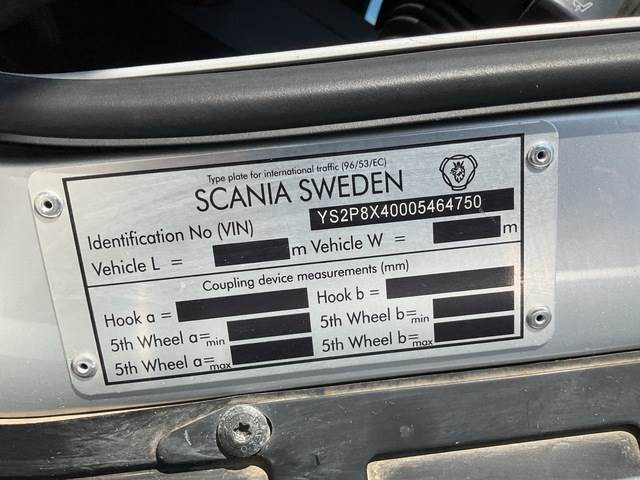 Type plate for international traffic (96/53/EC)
SCANIA SWEDEN
Identification No (VIN) YS2P8X40005464750
Vehicle L = m Vehicle W = m
Coupling device measurements (mm)
Hook a = Hook b =
5th Wheel a=min 5th Wheel b=min
5th Wheel a=max 5th Wheel b=max